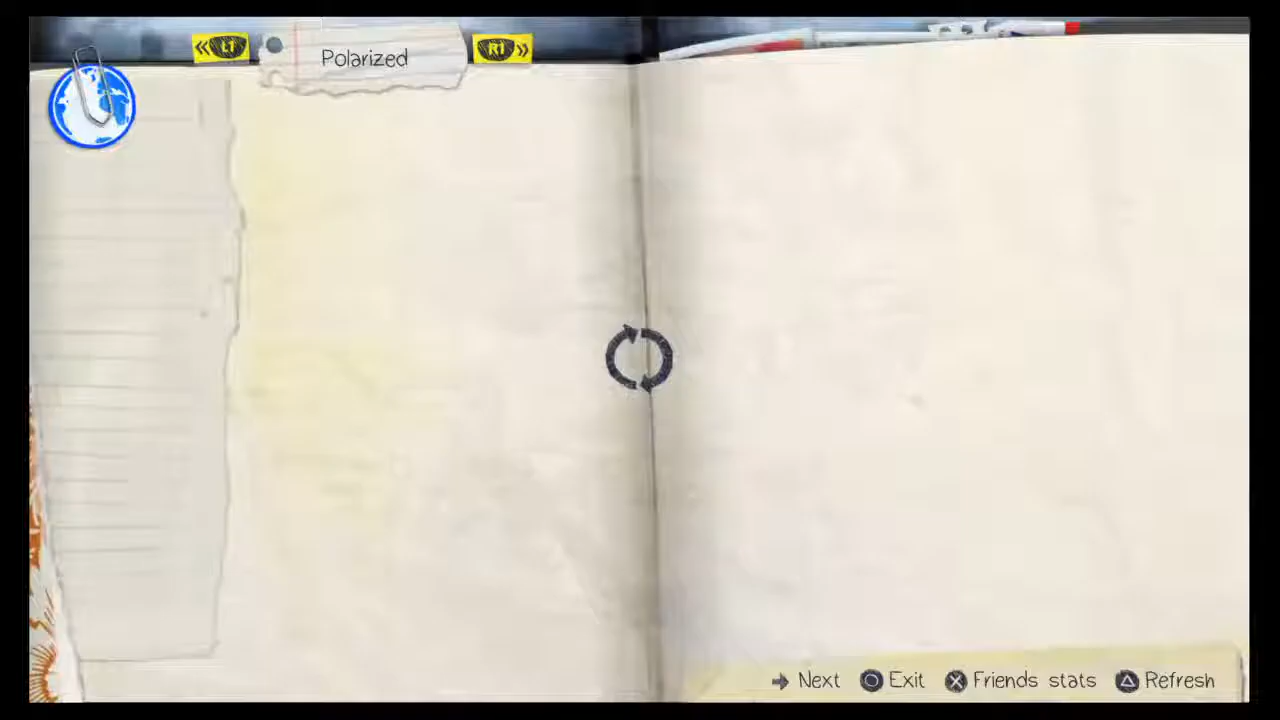 L1
Polarized
R1
Next
Exit
Friends stats
Refresh